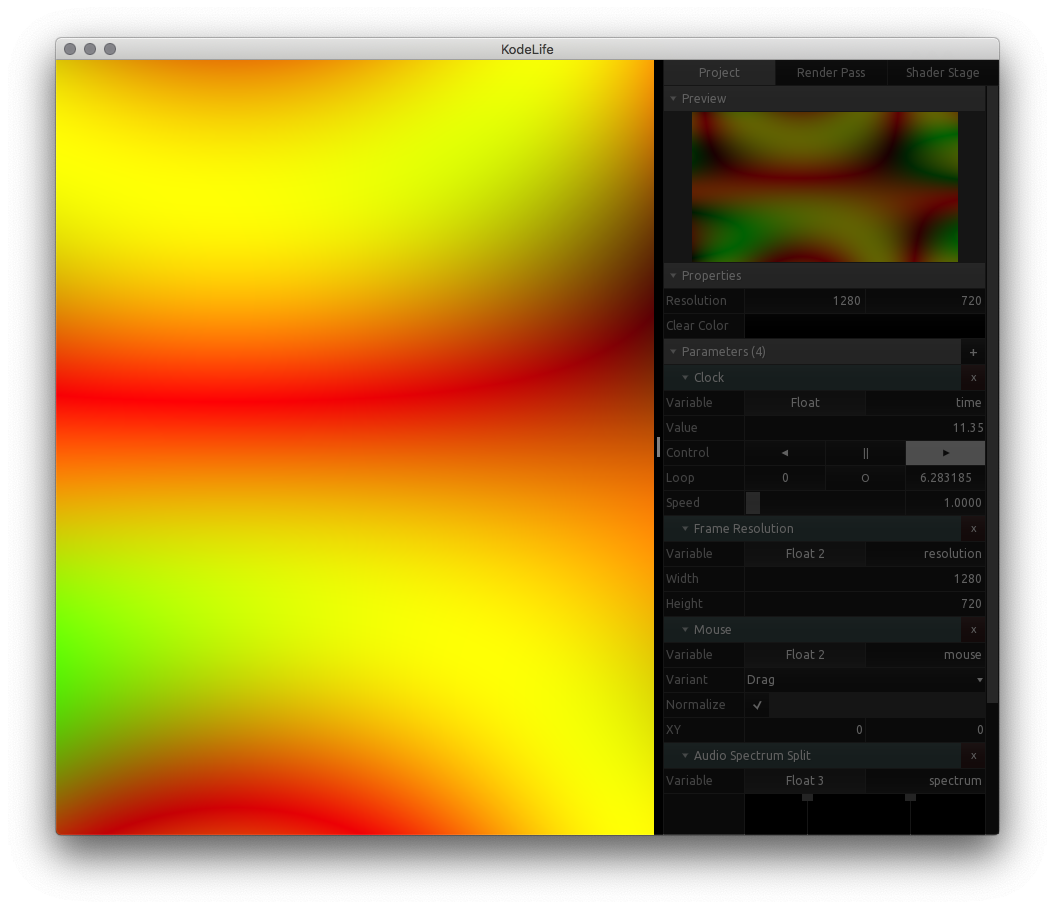 KodeLife
Project Render Pass Shader Stage
Preview
Properties
Resolution 1280 720
Clear Color
Parameters (4) +
Clock x
Variable Float time
Value 11.35
Control
Loop 0 O 6.283185
Speed 1.0000
Frame Resolution x
Variable Float 2 resolution
Width 1280
Height 720
Mouse x
Variable Float 2 mouse
Variant Drag
Normalize
XY 0 0
Audio Spectrum Split x
Variable Float 3 spectrum